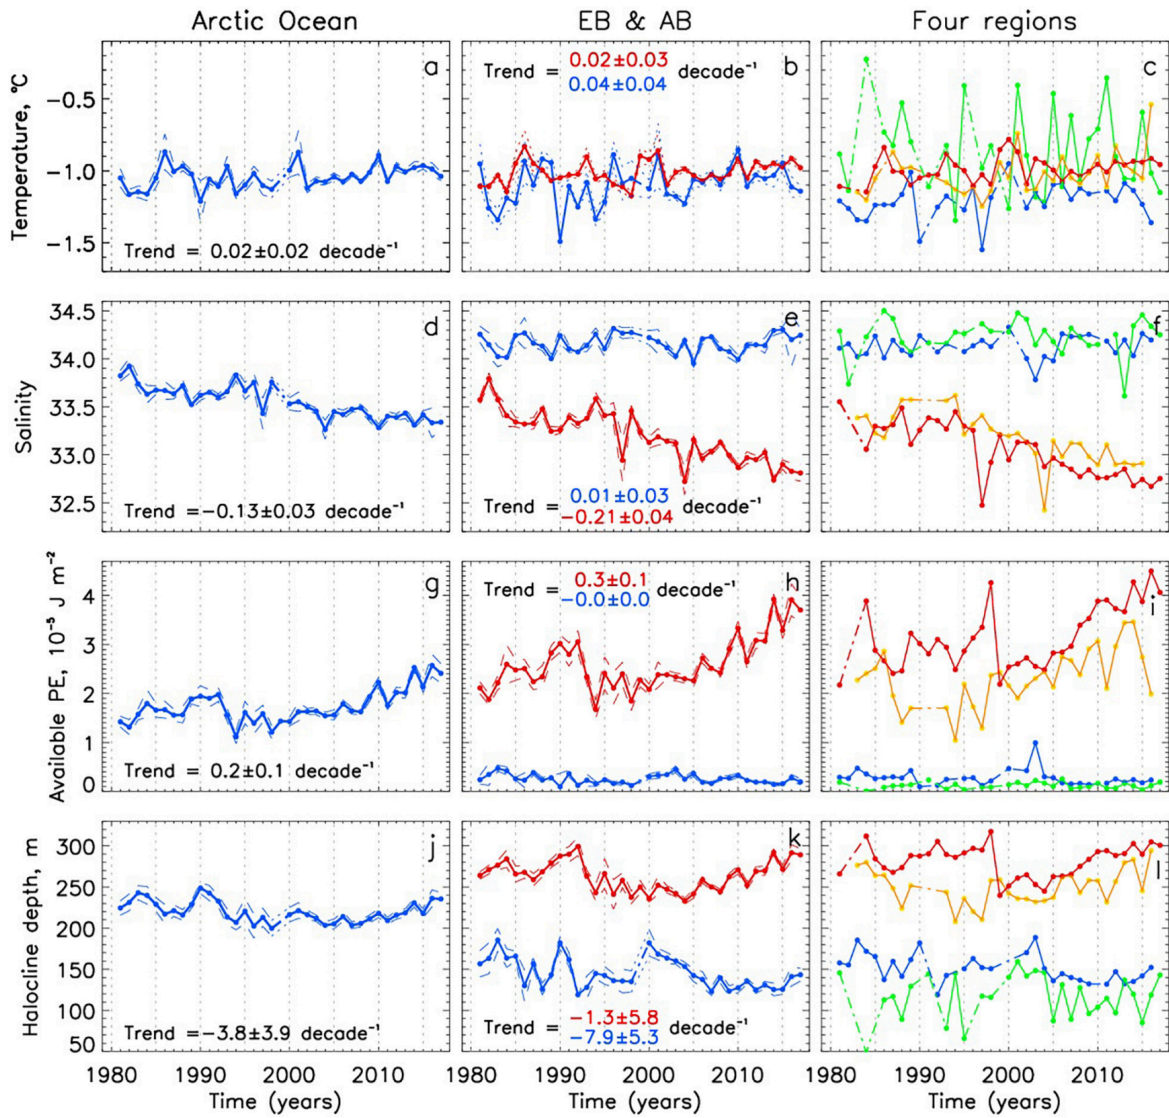 Arctic Ocean EB & AB Four regions
Temperature, °C
−0.5
−1.0
−1.5
a
Trend = 0.02±0.02 decade⁻¹
b
0.02±0.03
Trend = decade⁻¹
0.04±0.04
c
Salinity
34.5
34.0
33.5
33.0
32.5
d
Trend =−0.13±0.03 decade⁻¹
e
0.01±0.03
Trend = decade⁻¹
−0.21±0.04
f
Available PE, 10⁻⁵ J m⁻²
4
3
2
1
0
g
Trend = 0.2±0.1 decade⁻¹
h
0.3±0.1
Trend = decade⁻¹
−0.0±0.0
i
Halocline depth, m
300
250
200
150
100
50
j
Trend =−3.8±3.9 decade⁻¹
k
−1.3±5.8
Trend = decade⁻¹
−7.9±5.3
l
1980 1990 2000 2010 1980 1990 2000 2010 1980 1990 2000 2010
Time (years) Time (years) Time (years)